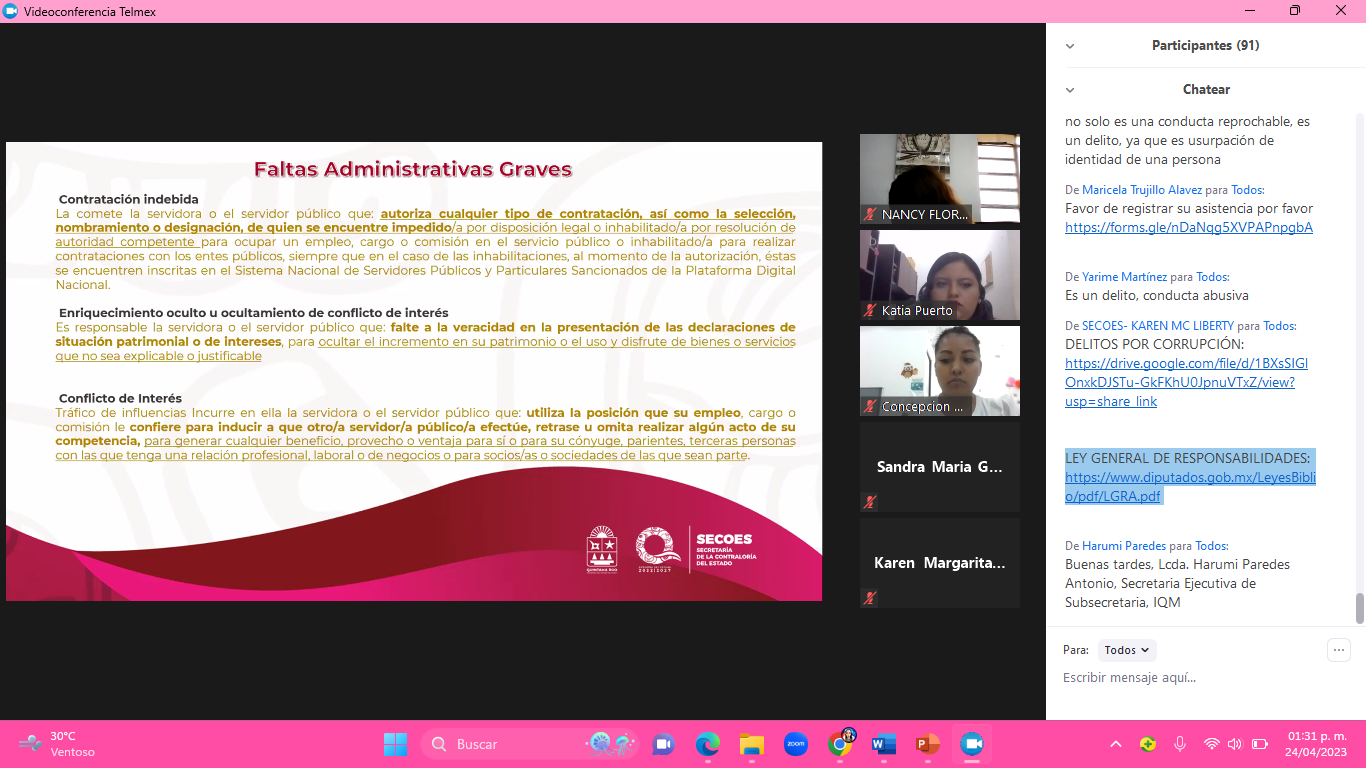 Videoconferencia Telmex
Faltas Administrativas Graves
Contratación indebida
La comete la servidora o el servidor público que: autoriza cualquier tipo de contratación, así como la selección,
nombramiento o designación, de quien se encuentre impedido/a por disposición legal o inhabilitado/a por resolución de
autoridad competente para ocupar un empleo, cargo o comisión en el servicio público o inhabilitado/a para realizar
contrataciones con los entes públicos, siempre que en el caso de las inhabilitaciones, al momento de la autorización, éstas
se encuentren inscritas en el Sistema Nacional de Servidores Públicos y Particulares Sancionados de la Plataforma Digital
Nacional.
Enriquecimiento oculto u ocultamiento de conflicto de interés
Es responsable la servidora o el servidor público que: falte a la veracidad en la presentación de las declaraciones de
situación patrimonial o de intereses, para ocultar el incremento en su patrimonio o el uso y disfrute de bienes o servicios
que no sea explicable o justificable
Conflicto de Interés
Tráfico de influencias Incurre en ella la servidora o el servidor público que: utiliza la posición que su empleo, cargo o
comisión le confiere para inducir a que otro/a servidor/a público/a efectúe, retrase u omita realizar algún acto de su
competencia, para generar cualquier beneficio, provecho o ventaja para sí o para su cónyuge, parientes, terceras personas
con las que tenga una relación profesional, laboral o de negocios o para socios/as o sociedades de las que sean parte.
QUINTANA ROO
2022/2027
SECOES
SECRETARÍA
DE LA CONTRALORÍA
DEL ESTADO
NANCY FLOR...
Katia Puerto
Concepcion ...
Sandra Maria G...
Karen Margarita...
Participantes (91)
Chatear
no solo es una conducta reprochable, es
un delito, ya que es usurpación de
identidad de una persona
De Maricela Trujillo Alavez para Todos:
Favor de registrar su asistencia por favor
https://forms.gle/nDaNqg5XVPAPnpgbA
De Yarime Martínez para Todos:
Es un delito, conducta abusiva
De SECOES- KAREN MC LIBERTY para Todos:
DELITOS POR CORRUPCIÓN:
https://drive.google.com/file/d/1BXsSIGl
OnxkDJSTu-GkFKhU0JpnuVTxZ/view?
usp=share_link
LEY GENERAL DE RESPONSABILIDADES:
https://www.diputados.gob.mx/LeyesBibli
o/pdf/LGRA.pdf
De Harumi Paredes para Todos:
Buenas tardes, Lcda. Harumi Paredes
Antonio, Secretaria Ejecutiva de
Subsecretaria, IQM
Para: Todos
Escribir mensaje aquí...
30°C
Ventoso
Buscar
zoom
01:31 p. m.
24/04/2023